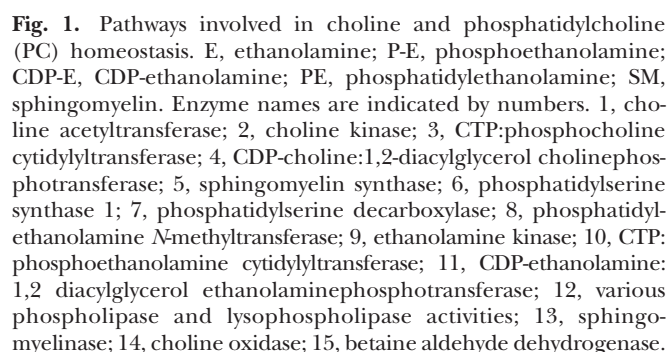 Fig. 1. Pathways involved in choline and phosphatidylcholine
(PC) homeostasis. E, ethanolamine; P-E, phosphoethanolamine;
CDP-E, CDP-ethanolamine; PE, phosphatidylethanolamine; SM,
sphingomyelin. Enzyme names are indicated by numbers. 1, cho-
line acetyltransferase; 2, choline kinase; 3, CTP:phosphocholine
cytidylyltransferase; 4, CDP-choline:1,2-diacylglycerol cholinephos-
photransferase; 5, sphingomyelin synthase; 6, phosphatidylserine
synthase 1; 7, phosphatidylserine decarboxylase; 8, phosphatidyl-
ethanolamine N-methyltransferase; 9, ethanolamine kinase; 10, CTP:
phosphoethanolamine cytidylyltransferase; 11, CDP-ethanolamine:
1,2 diacylglycerol ethanolaminephosphotransferase; 12, various
phospholipase and lysophospholipase activities; 13, sphingo-
myelinase; 14, choline oxidase; 15, betaine aldehyde dehydrogenase.